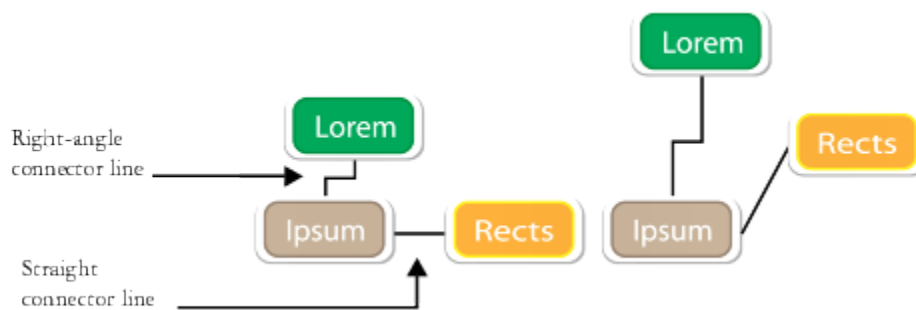 Lorem
Lorem
Right-angle
connector line
Rects
Ipsum
Rects
Ipsum
Straight
connector line